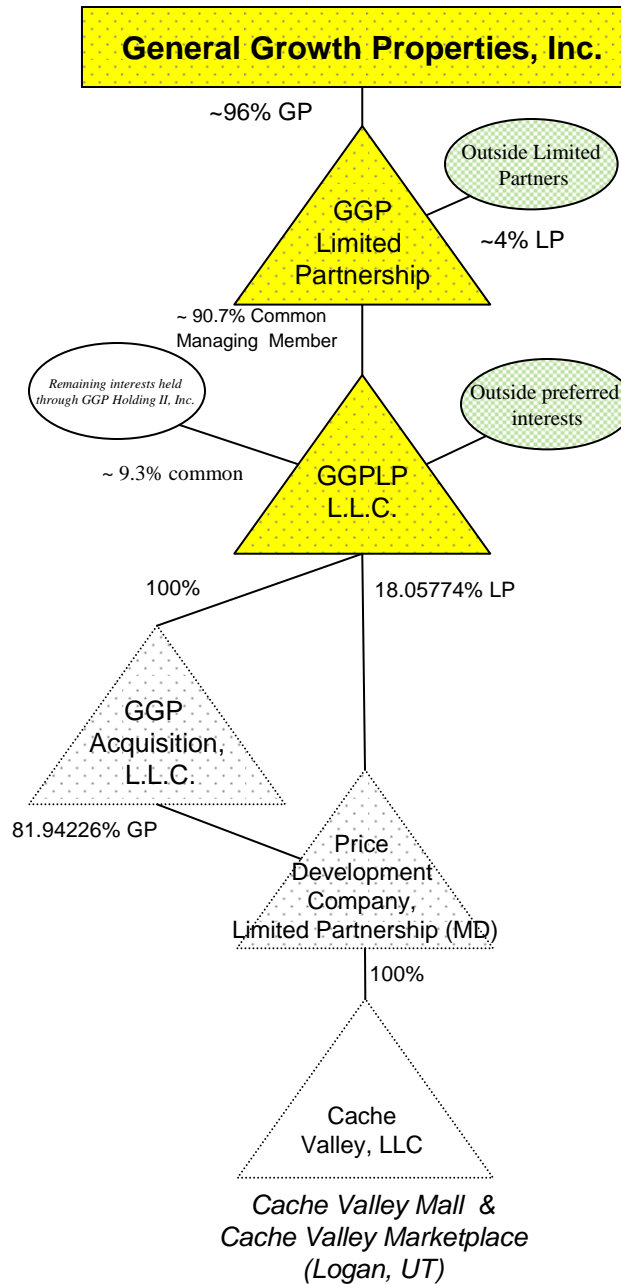 General Growth Properties, Inc.
~96% GP
Outside Limited
Partners
GGP
Limited
Partnership
~4% LP
~ 90.7% Common
Managing Member
Remaining interests held
through GGP Holding II, Inc.
Outside preferred
interests
~ 9.3% common
GGPLP
L.L.C.
100%
18.05774% LP
GGP
Acquisition,
L.L.C.
81.94226% GP
Price
Development
Company,
Limited Partnership (MD)
100%
Cache
Valley, LLC
Cache Valley Mall &
Cache Valley Marketplace
(Logan, UT)